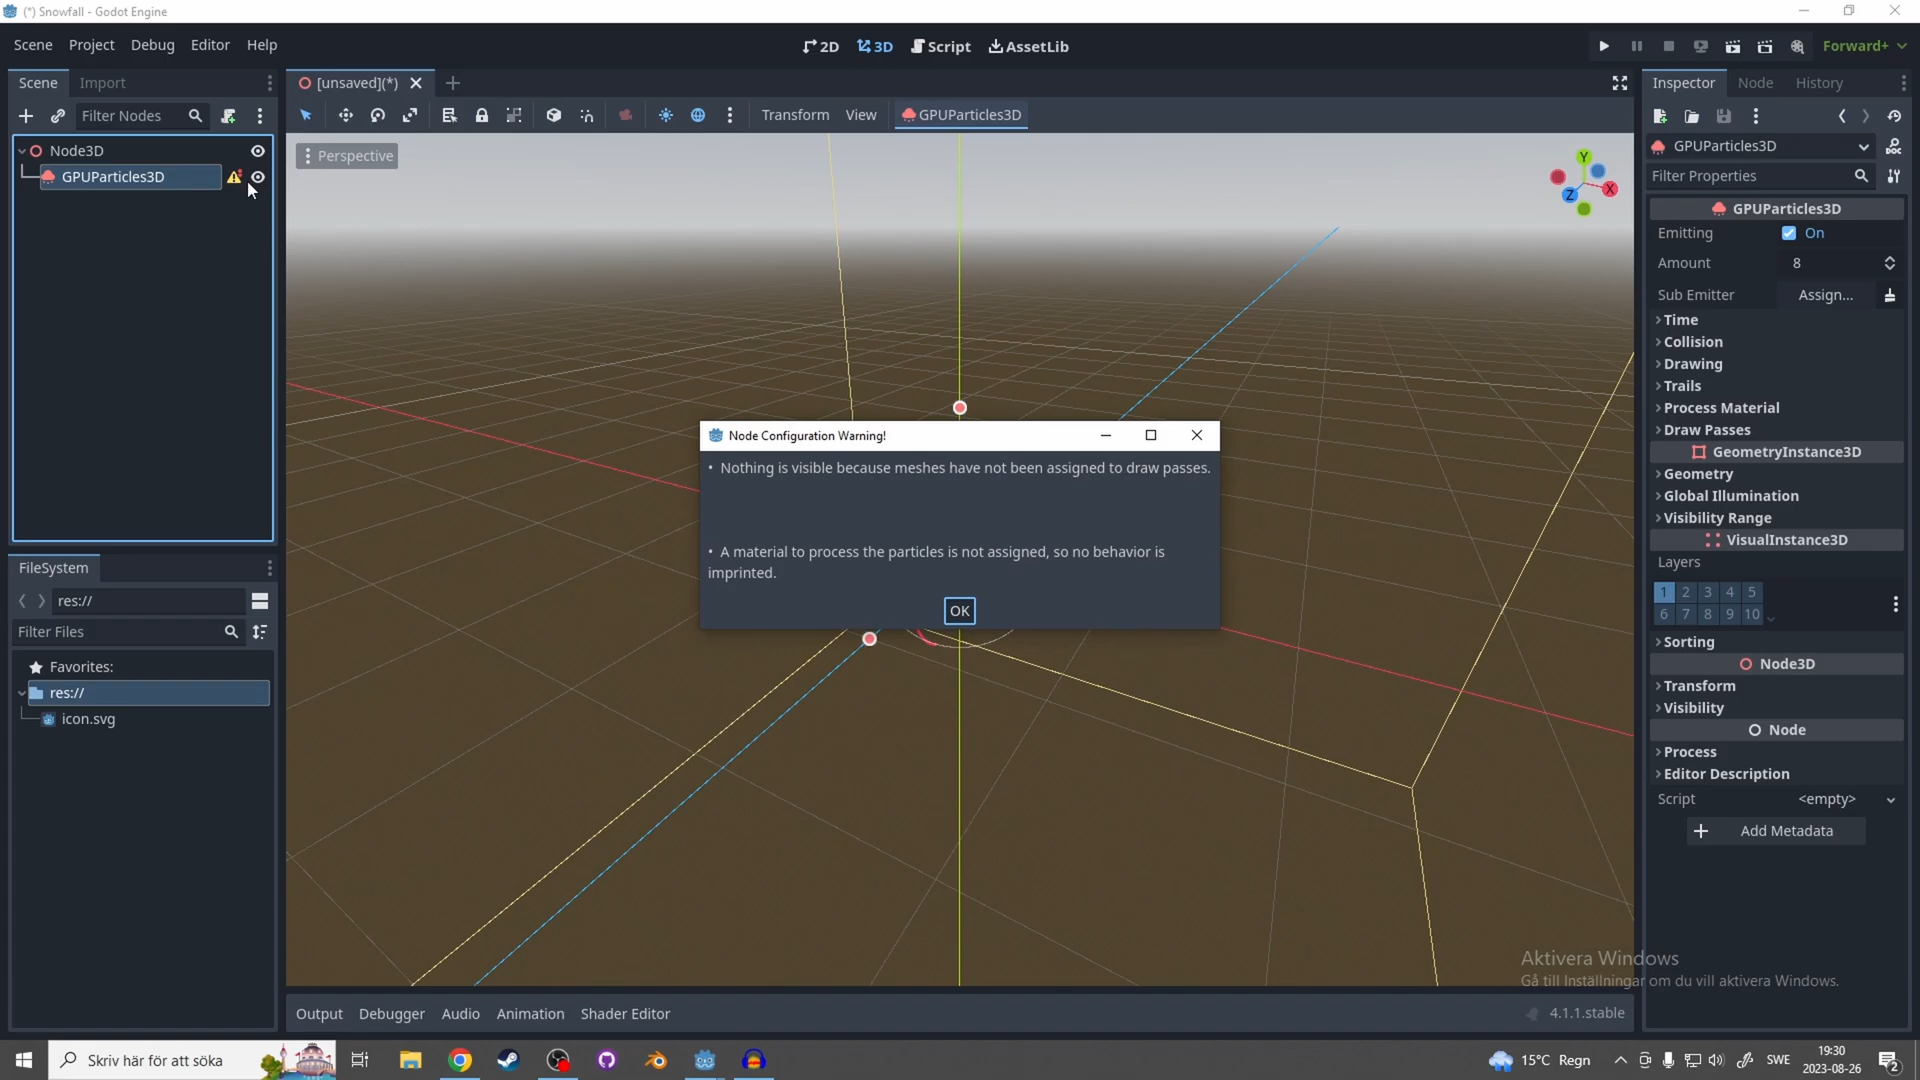 (*) Snowfall - Godot Engine
Scene Project Debug Editor Help
2D 3D Script AssetLib
Forward+
Scene Import
[unsaved](*)
Inspector Node History
Filter Nodes
Transform View GPUParticles3D
Node3D
GPUParticles3D
Perspective
Y
X
Z
GPUParticles3D
Filter Properties
GPUParticles3D
Emitting On
Amount 8
Sub Emitter Assign...
Time
Collision
Drawing
Trails
Process Material
Draw Passes
GeometryInstance3D
Geometry
Global Illumination
Visibility Range
VisualInstance3D
Layers
1 2 3 4 5
6 7 8 9 10
Sorting
Node3D
Transform
Visibility
Node
Process
Editor Description
Script <empty>
Add Metadata
Node Configuration Warning!
• Nothing is visible because meshes have not been assigned to draw passes.
• A material to process the particles is not assigned, so no behavior is
imprinted.
OK
FileSystem
res://
Filter Files
Favorites:
res://
icon.svg
Aktivera Windows
Gå till Inställningar om du vill aktivera Windows.
Output Debugger Audio Animation Shader Editor
4.1.1.stable
Skriv här för att söka
15°C Regn
SWE
19:30
2023-08-26
2